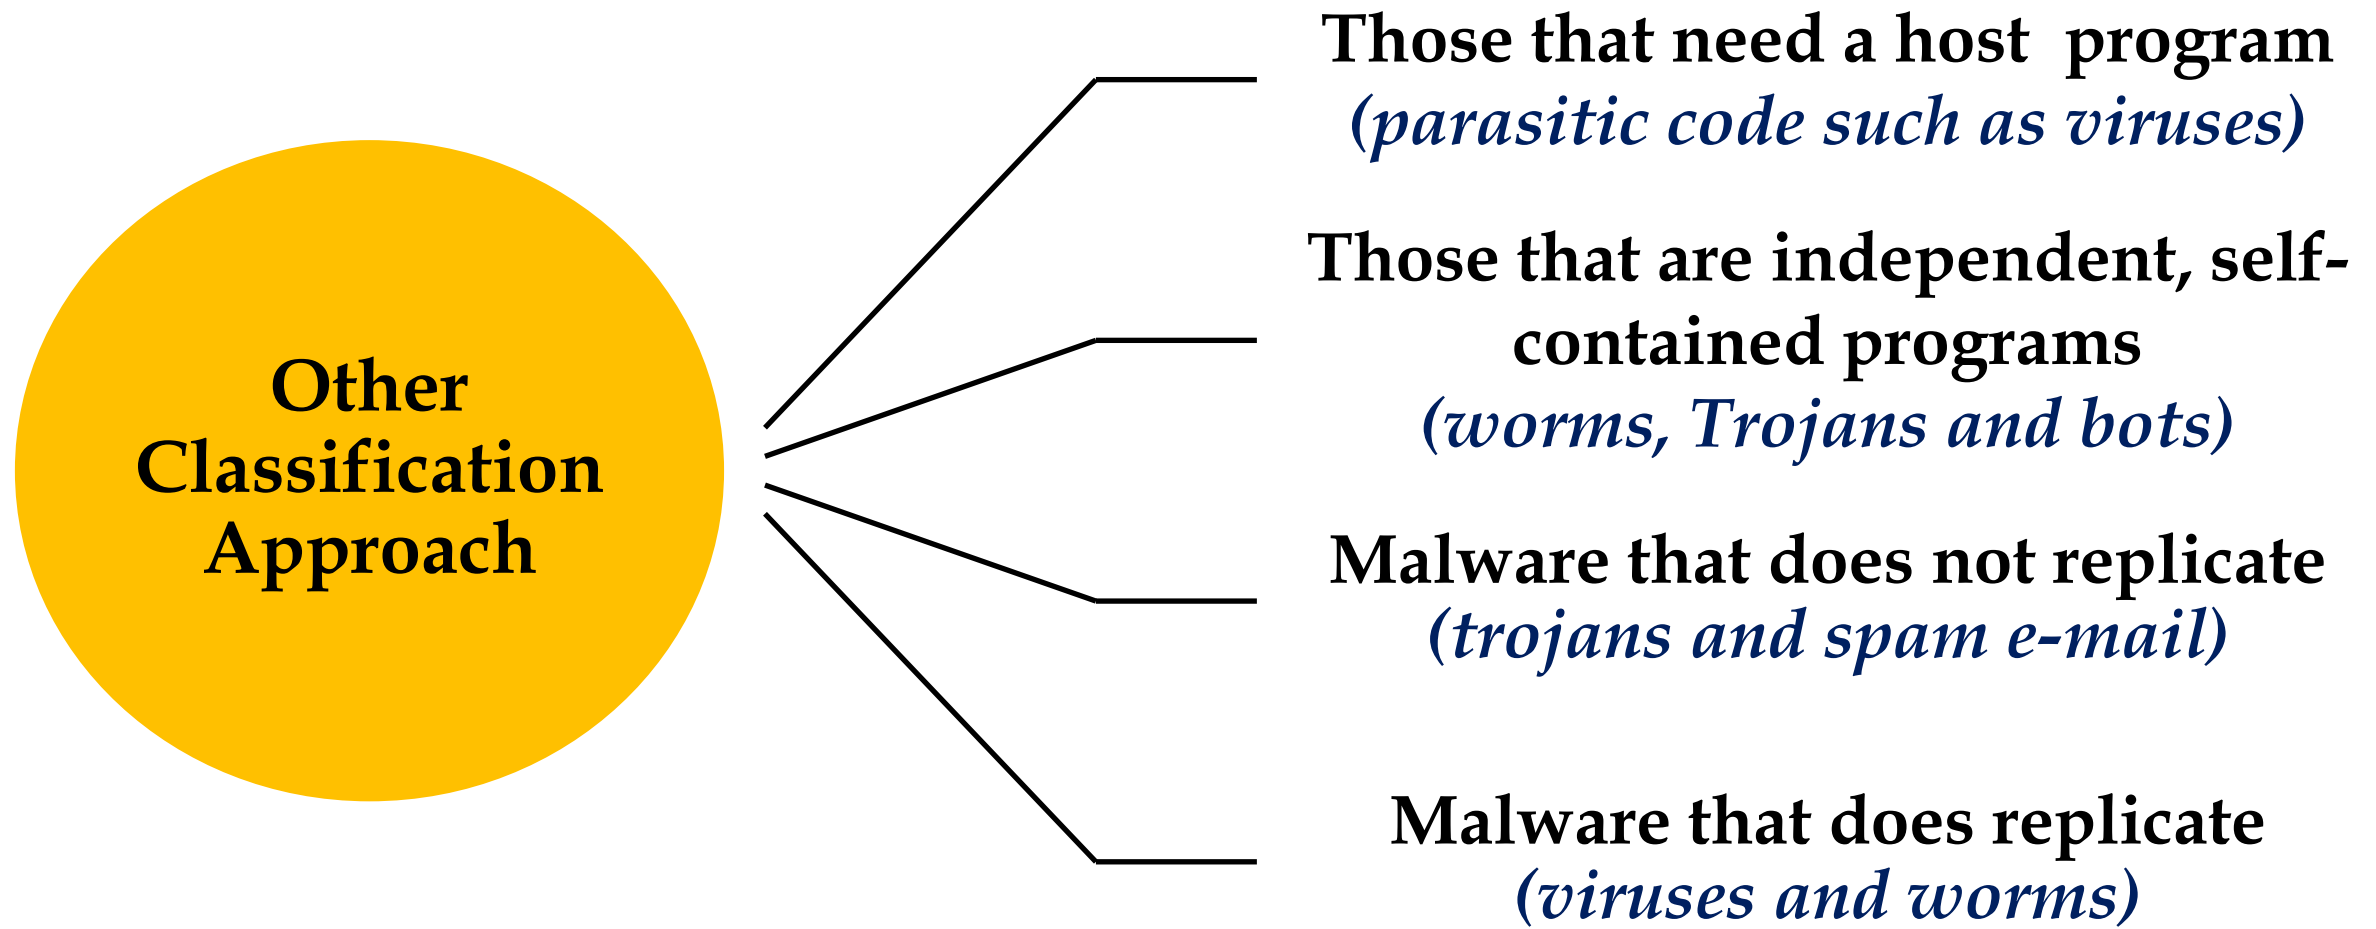 Other
Classification
Approach
Those that need a host  program
(parasitic code such as viruses)
Those that are independent, self-
contained programs
(worms, Trojans and bots)
Malware that does not replicate
(trojans and spam e-mail)
Malware that does replicate
(viruses and worms)